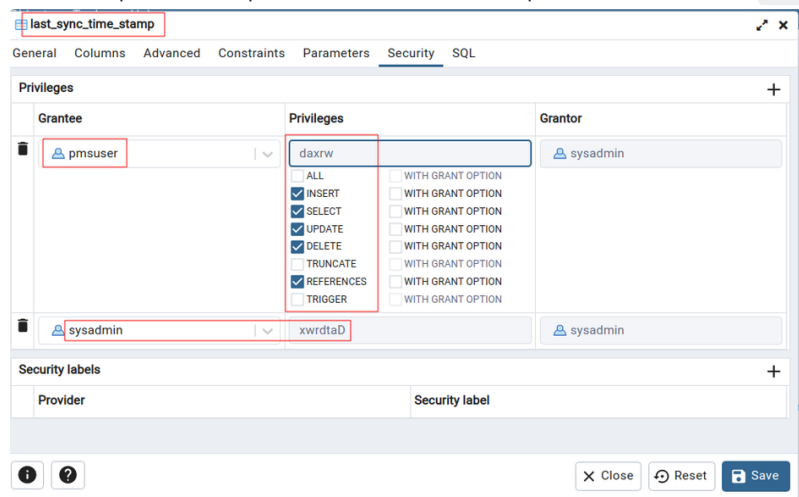 last_sync_time_stamp
General Columns Advanced Constraints Parameters Security SQL
Privileges
Grantee Privileges Grantor
pmsuser daxrw sysadmin
ALL WITH GRANT OPTION
INSERT WITH GRANT OPTION
SELECT WITH GRANT OPTION
UPDATE WITH GRANT OPTION
DELETE WITH GRANT OPTION
TRUNCATE WITH GRANT OPTION
REFERENCES WITH GRANT OPTION
TRIGGER WITH GRANT OPTION
sysadmin xwrdtaD sysadmin
Security labels
Provider Security label
Close Reset Save